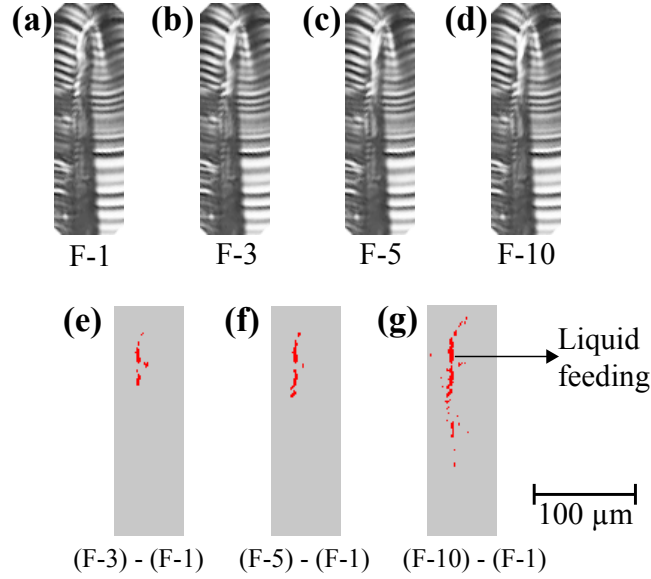 (a) (b) (c) (d)
F-1 F-3 F-5 F-10
(e) (f) (g)
Liquid
feeding
100 µm
(F-3) - (F-1) (F-5) - (F-1) (F-10) - (F-1)